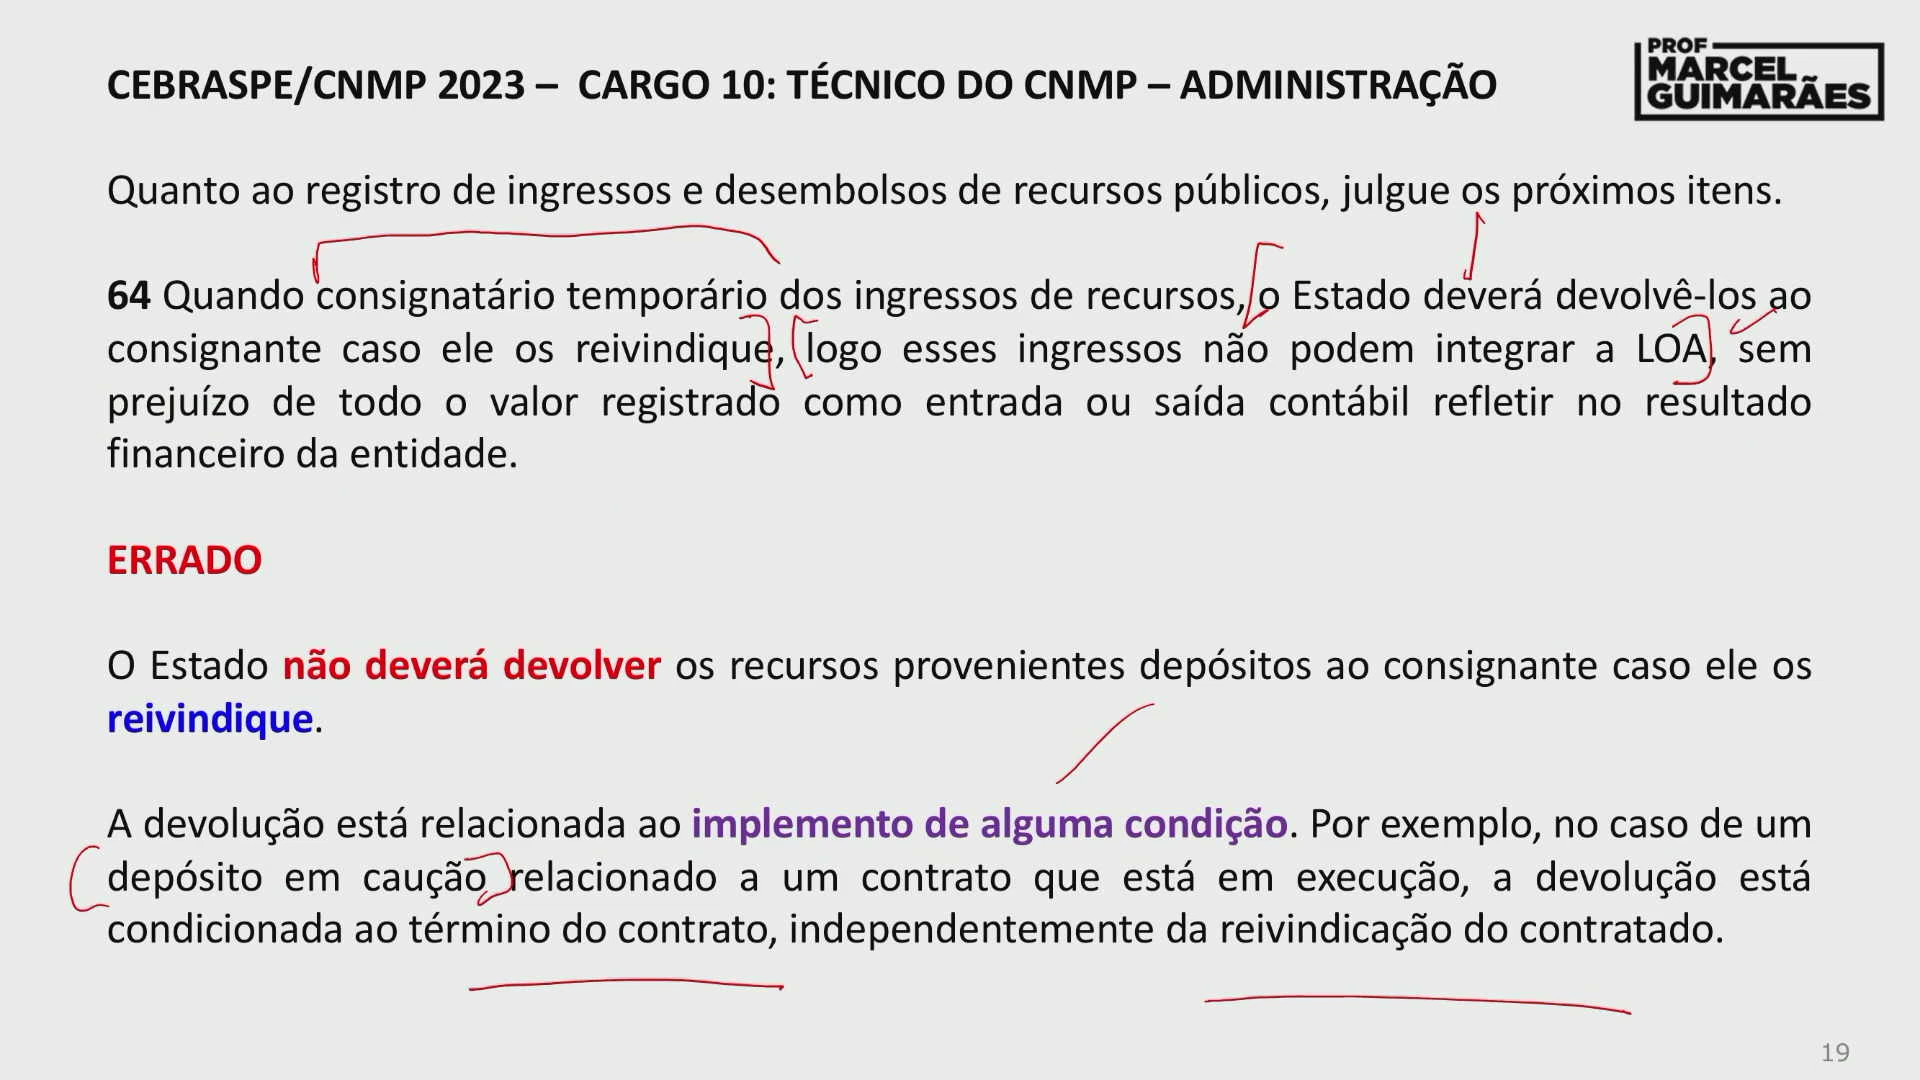 CEBRASPE/CNMP 2023 – CARGO 10: TÉCNICO DO CNMP – ADMINISTRAÇÃO
PROF
MARCEL
GUIMARÃES
Quanto ao registro de ingressos e desembolsos de recursos públicos, julgue os próximos itens.
64 Quando consignatário temporário dos ingressos de recursos, o Estado deverá devolvê-los ao
consignante caso ele os reivindique, logo esses ingressos não podem integrar a LOA, sem
prejuízo de todo o valor registrado como entrada ou saída contábil refletir no resultado
financeiro da entidade.
ERRADO
O Estado não deverá devolver os recursos provenientes depósitos ao consignante caso ele os
reivindique.
A devolução está relacionada ao implemento de alguma condição. Por exemplo, no caso de um
depósito em caução relacionado a um contrato que está em execução, a devolução está
condicionada ao término do contrato, independentemente da reivindicação do contratado.
19